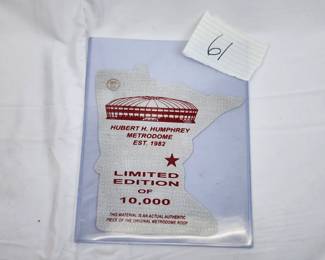 61
HUBERT H. HUMPHREY
METRODOME
EST. 1982
LIMITED
EDITION
OF
10,000
THIS MATERIAL IS AN ACTUAL AUTHENTIC
PIECE OF THE ORIGINAL METRODOME ROOF